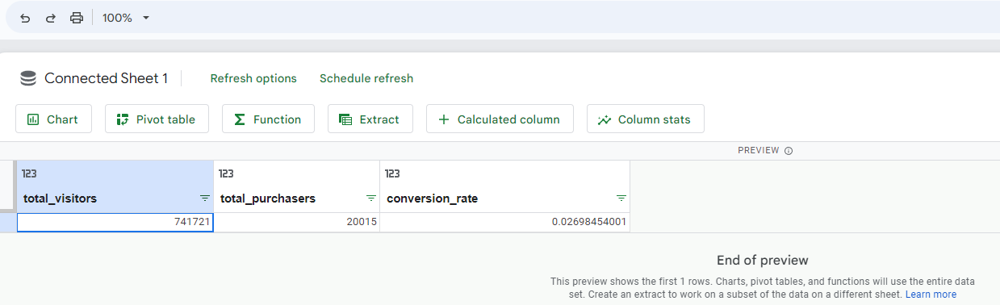 100%
Connected Sheet 1 Refresh options Schedule refresh
Chart Pivot table Function Extract Calculated column Column stats
PREVIEW
123 123 123
total_visitors total_purchasers conversion_rate
741721 20015 0.02698454001
End of preview
This preview shows the first 1 rows. Charts, pivot tables, and functions will use the entire data
set. Create an extract to work on a subset of the data on a different sheet. Learn more